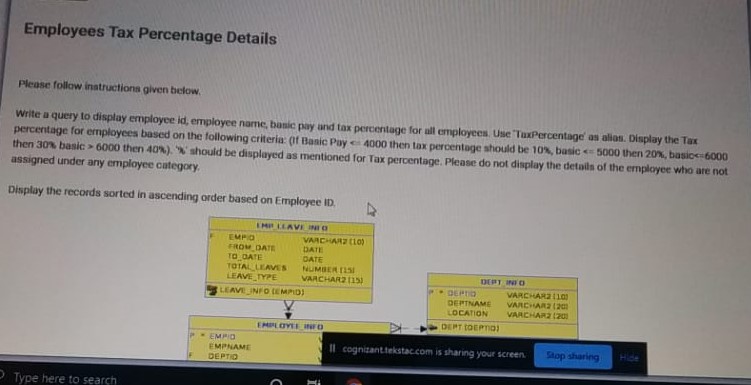 Employees Tax Percentage Details
Please follow instructions given below.
Write a query to display employee id, employee name, basic pay and tax percentage for all employees. Use 'TaxPercentage' as alias. Display the Tax
percentage for employees based on the following criteria: (If Basic Pay <= 4000 then tax percentage should be 10%, basic <= 5000 then 20%, basic<=6000
then 30% basic > 6000 then 40%). '%' should be displayed as mentioned for Tax percentage. Please do not display the details of the employee who are not
assigned under any employee category.
Display the records sorted in ascending order based on Employee ID.
EMP_LEAVE_INFO
F EMPID VARCHAR2 (10)
FROM_DATE DATE
TO_DATE DATE
TOTAL_LEAVES NUMBER (15)
LEAVE_TYPE VARCHAR2 (15)
LEAVE_INFO (EMPID)
DEPT_INFO
P * DEPTID VARCHAR2 (10)
DEPTNAME VARCHAR2 (20)
LOCATION VARCHAR2 (20)
DEPT (DEPTID)
EMPLOYEE_INFO
P * EMPID
EMPNAME
F DEPTID
|| cognizant.tekstac.com is sharing your screen. Stop sharing Hide
Type here to search